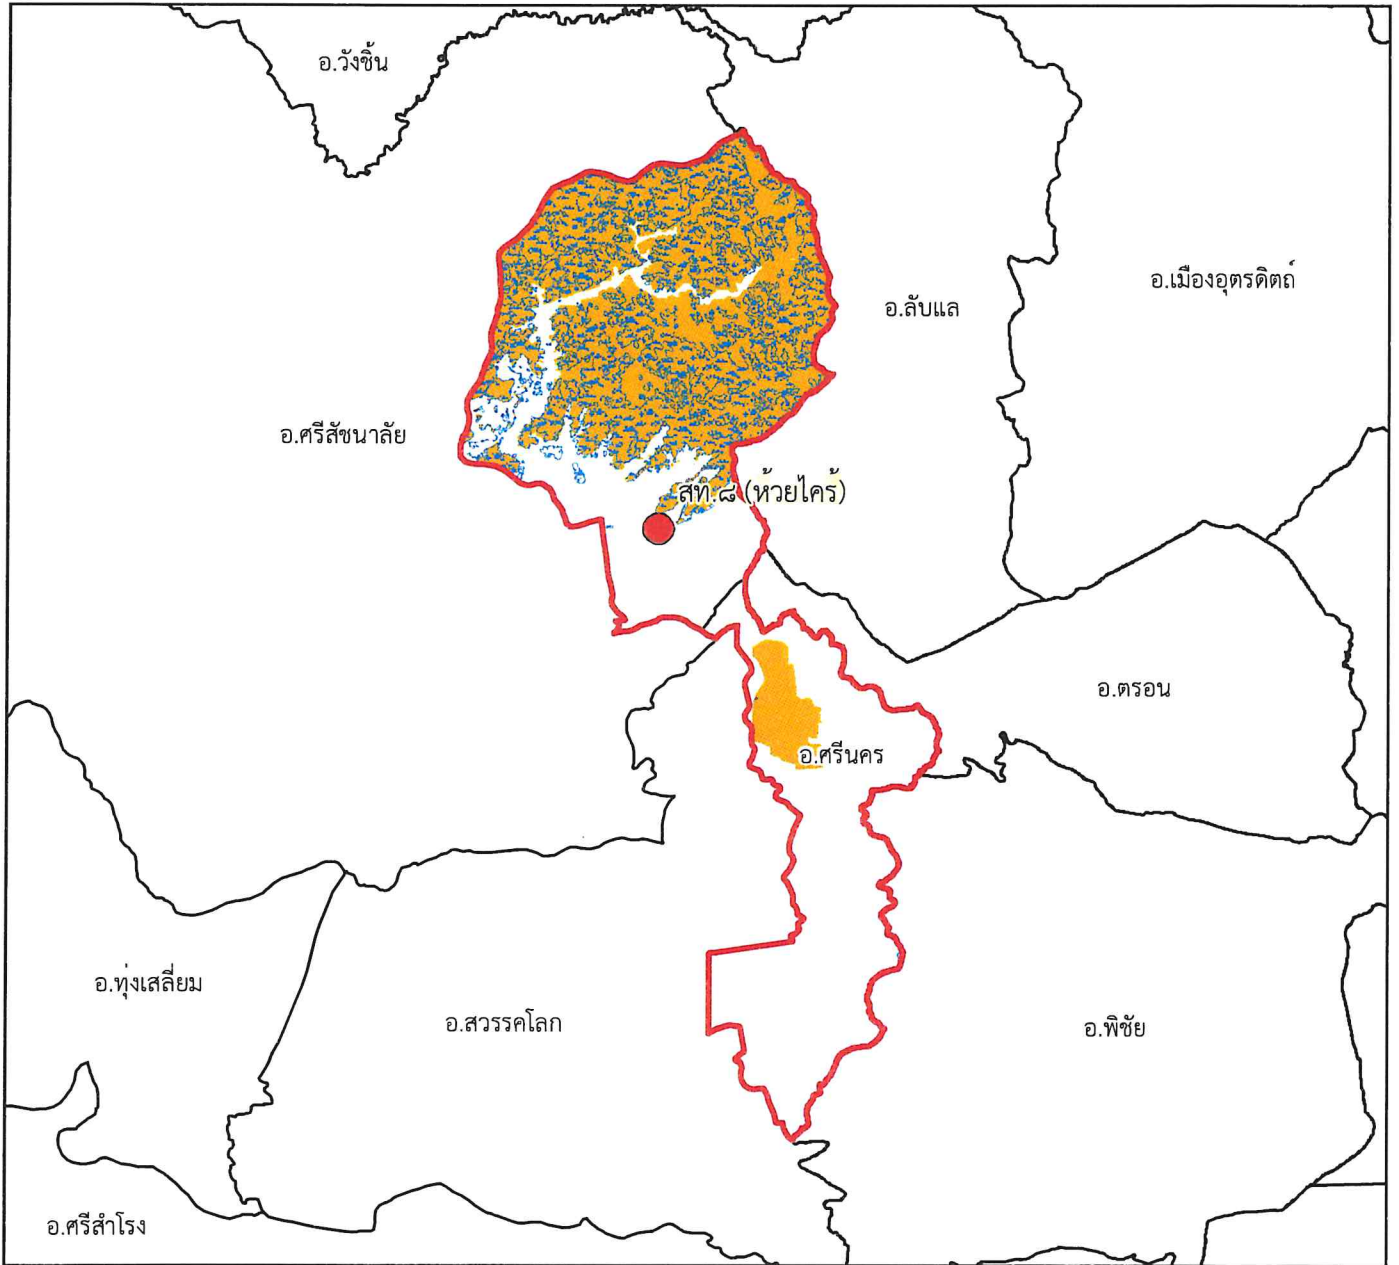 อ.วังชิ้น
อ.เมืองอุตรดิตถ์
อ.ลับแล
อ.ศรีสัชนาลัย
สท.๘ (ห้วยไคร้)
อ.ตรอน
อ.ศรีนคร
อ.ทุ่งเสลี่ยม
อ.สวรรคโลก
อ.พิชัย
อ.ศรีสำโรง